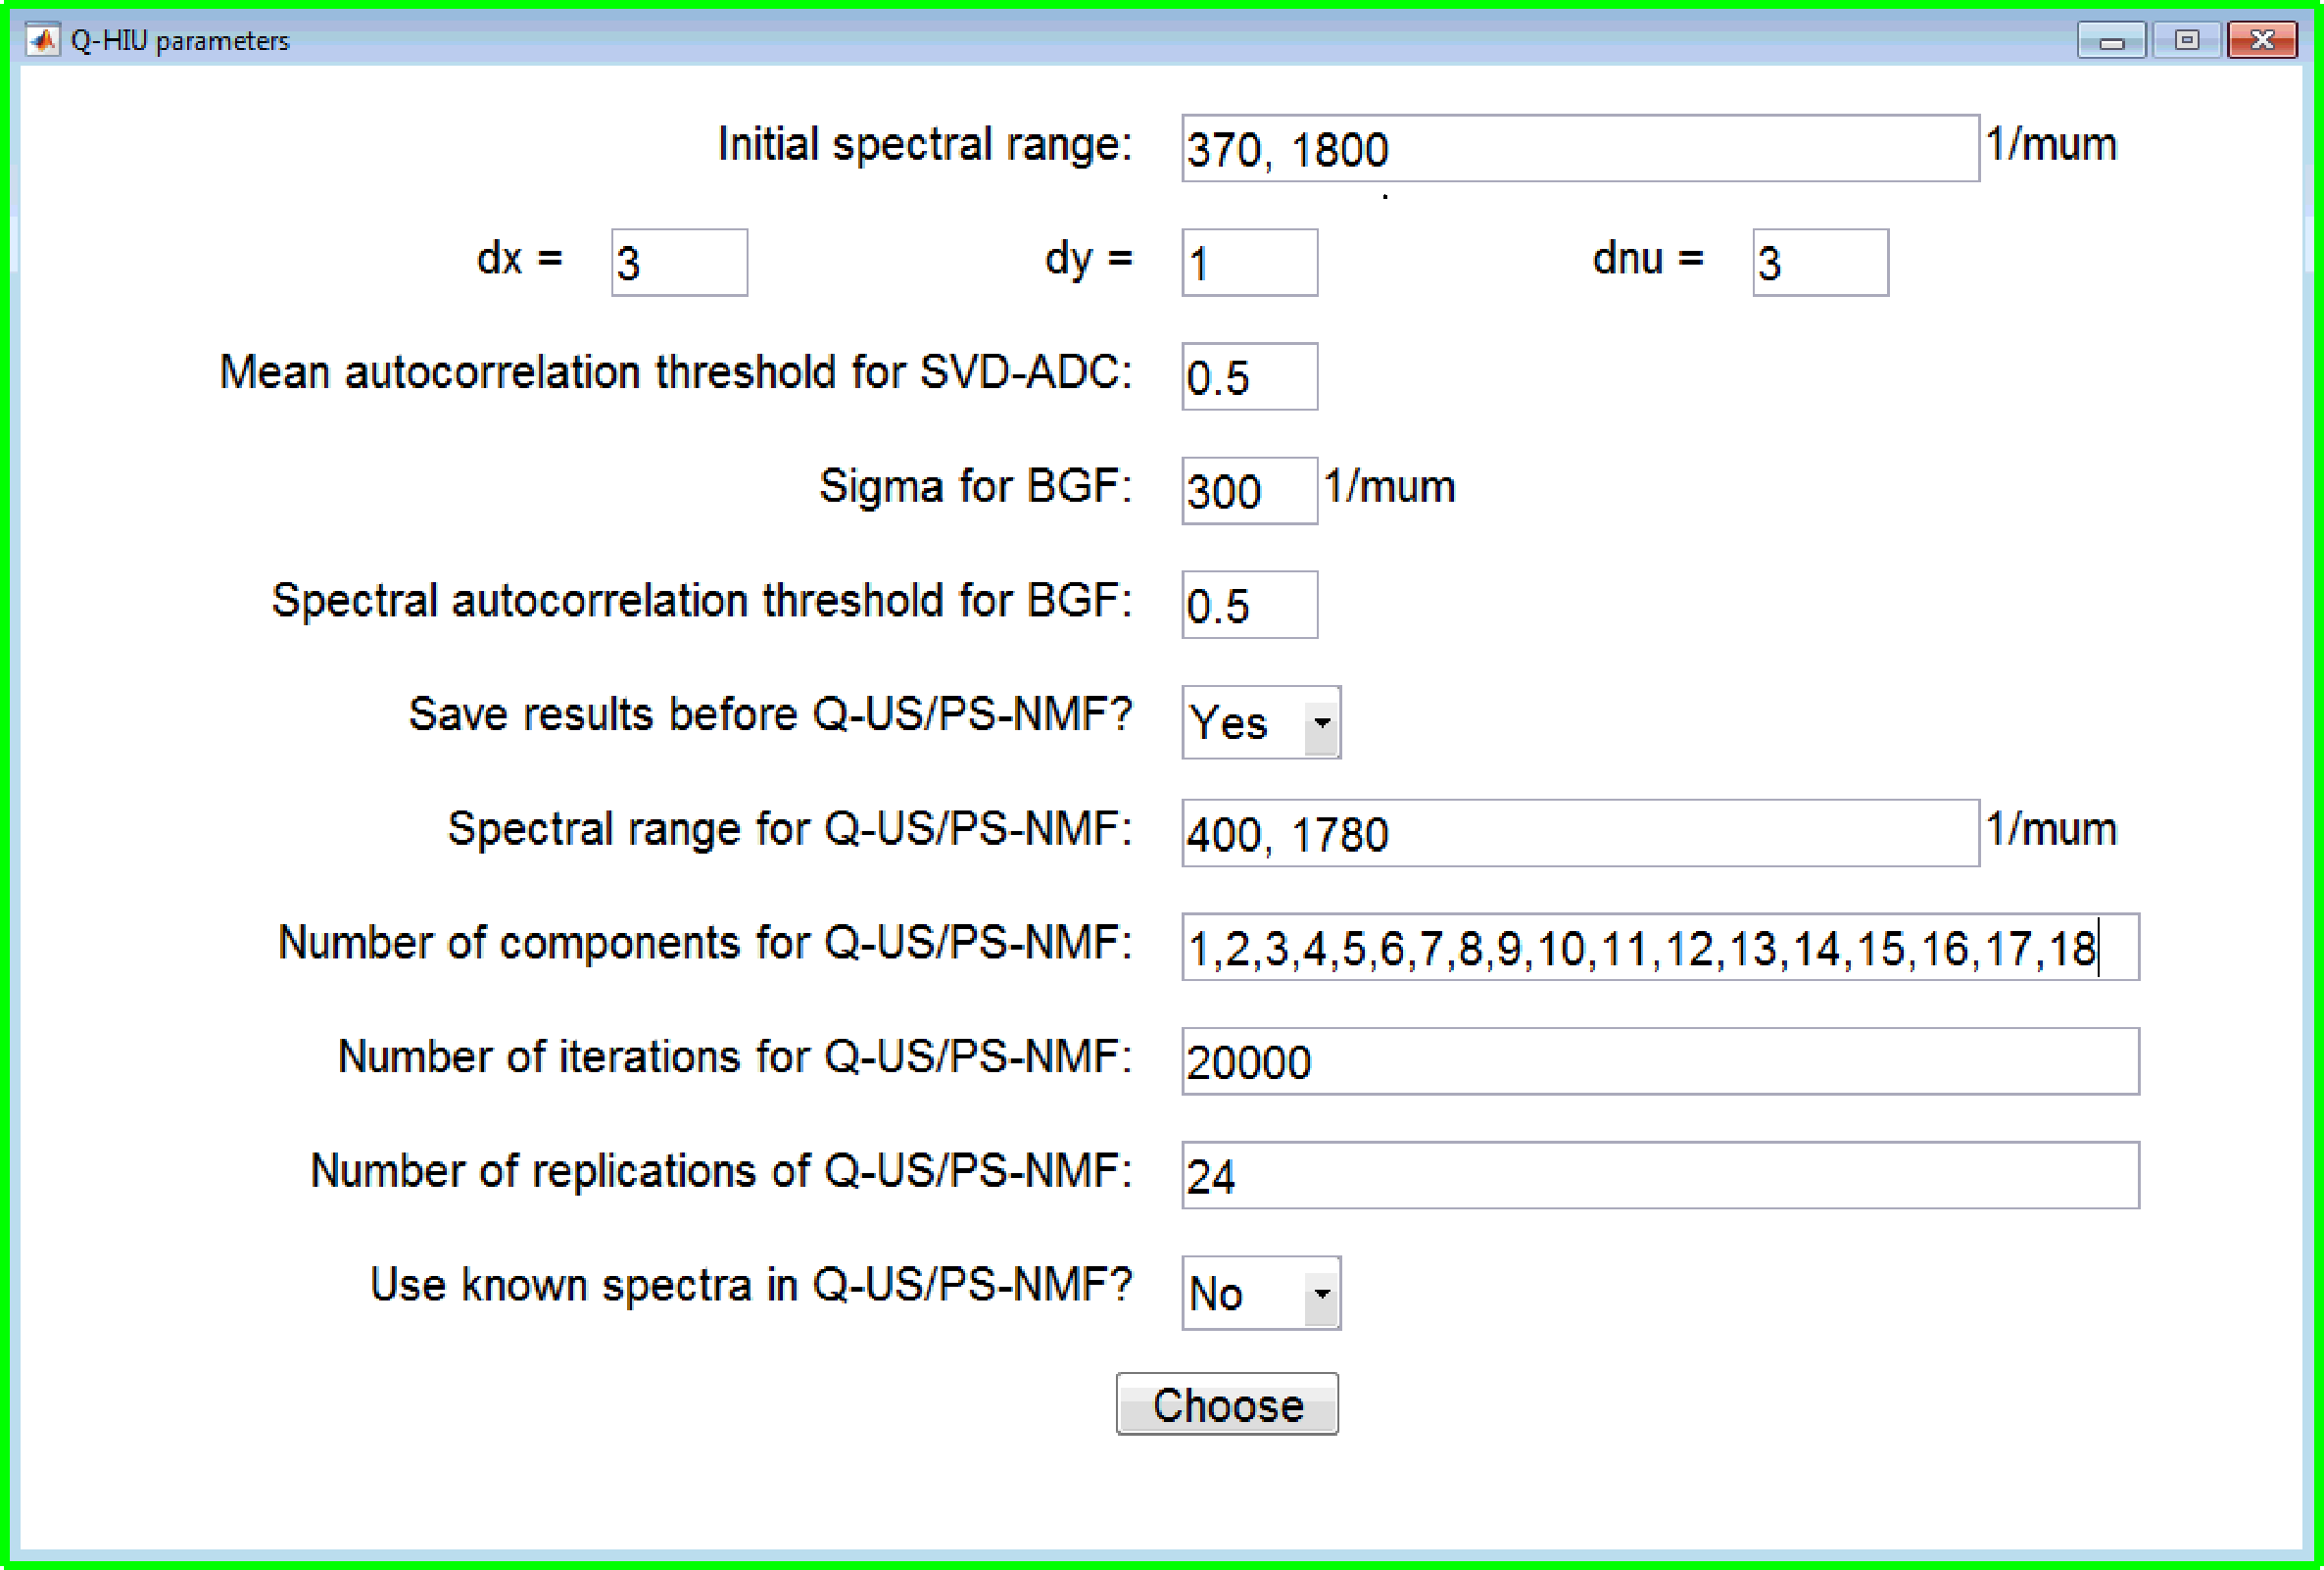 Q-HIU parameters
Initial spectral range: 370, 1800 1/mum
dx = 3 dy = 1 dnu = 3
Mean autocorrelation threshold for SVD-ADC: 0.5
Sigma for BGF: 300 1/mum
Spectral autocorrelation threshold for BGF: 0.5
Save results before Q-US/PS-NMF? Yes
Spectral range for Q-US/PS-NMF: 400, 1780 1/mum
Number of components for Q-US/PS-NMF: 1,2,3,4,5,6,7,8,9,10,11,12,13,14,15,16,17,18
Number of iterations for Q-US/PS-NMF: 20000
Number of replications of Q-US/PS-NMF: 24
Use known spectra in Q-US/PS-NMF? No
Choose